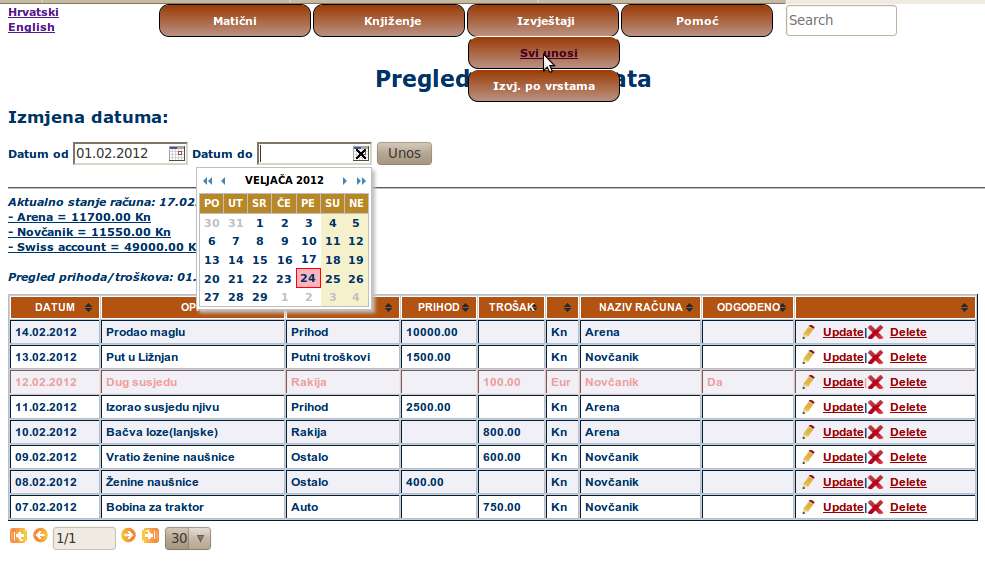 Hrvatski
English
Matični Knjiženje Izvještaji Pomoć Search
Svi unosi
Izvj. po vrstama
Pregled ata
Izmjena datuma:
Datum od 01.02.2012 Datum do Unos
VELJAČA 2012
PO UT SR ČE PE SU NE
30 31 1 2 3 4 5
6 7 8 9 10 11 12
13 14 15 16 17 18 19
20 21 22 23 24 25 26
27 28 29 1 2 3 4
Aktualno stanje računa: 17.02
- Arena = 11700.00 Kn
- Novčanik = 11550.00 Kn
- Swiss account = 49000.00 K
Pregled prihoda/troškova: 01.
DATUM OP PRIHOD TROŠAK NAZIV RAČUNA ODGOĐENO
14.02.2012 Prodao maglu Prihod 10000.00 Kn Arena Update| Delete
13.02.2012 Put u Ližnjan Putni troškovi 1500.00 Kn Novčanik Update| Delete
12.02.2012 Dug susjedu Rakija 100.00 Eur Novčanik Da Update| Delete
11.02.2012 Izorao susjedu njivu Prihod 2500.00 Kn Arena Update| Delete
10.02.2012 Bačva loze(lanjske) Rakija 800.00 Kn Arena Update| Delete
09.02.2012 Vratio ženine naušnice Ostalo 600.00 Kn Novčanik Update| Delete
08.02.2012 Ženine naušnice Ostalo 400.00 Kn Novčanik Update| Delete
07.02.2012 Bobina za traktor Auto 750.00 Kn Novčanik Update| Delete
1/1 30